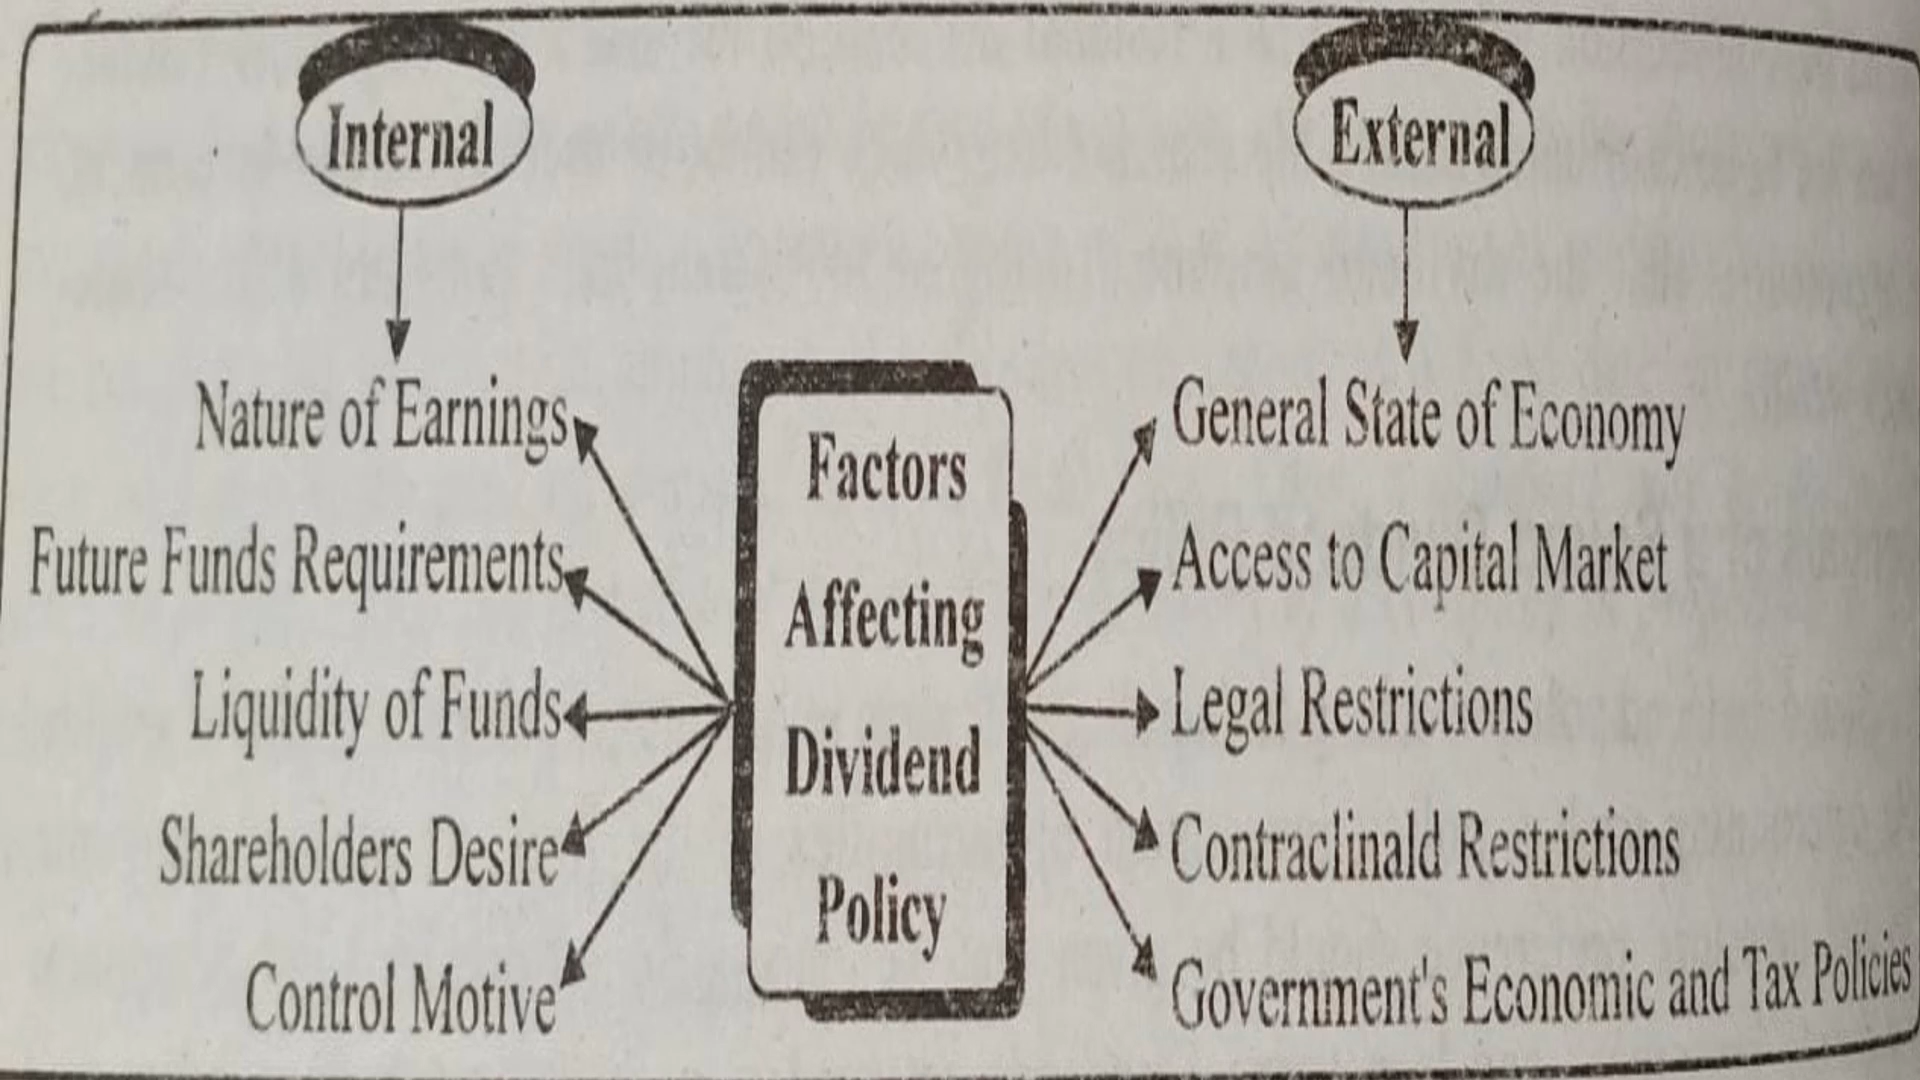 Internal
External
Nature of Earnings
Future Funds Requirements
Liquidity of Funds
Shareholders Desire
Control Motive
Factors
Affecting
Dividend
Policy
General State of Economy
Access to Capital Market
Legal Restrictions
Contraclinald Restrictions
Government's Economic and Tax Policies